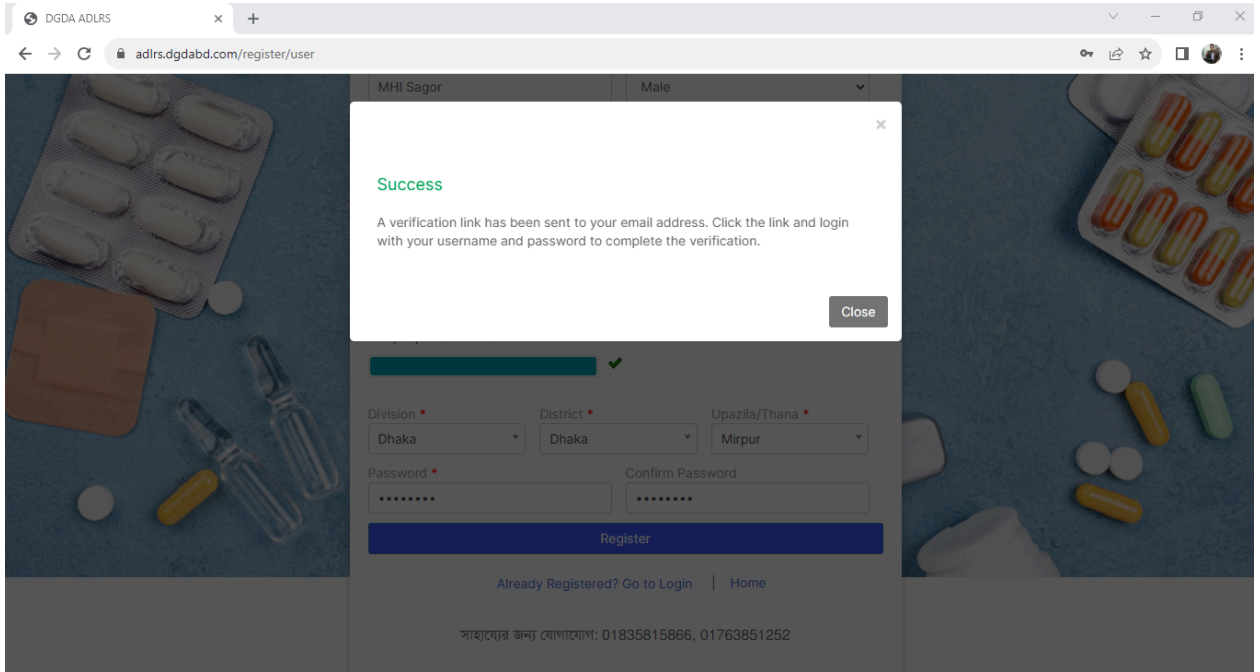 DGDA ADLRS
adlrs.dgdabd.com/register/user
MHI Sagor
Male
Success
A verification link has been sent to your email address. Click the link and login
with your username and password to complete the verification.
Close
Division *
District *
Upazila/Thana *
Dhaka
Dhaka
Mirpur
Password *
Confirm Password
••••••••
••••••••
Register
Already Registered? Go to Login | Home
সাহায্যের জন্য যোগাযোগ: 01835815866, 01763851252